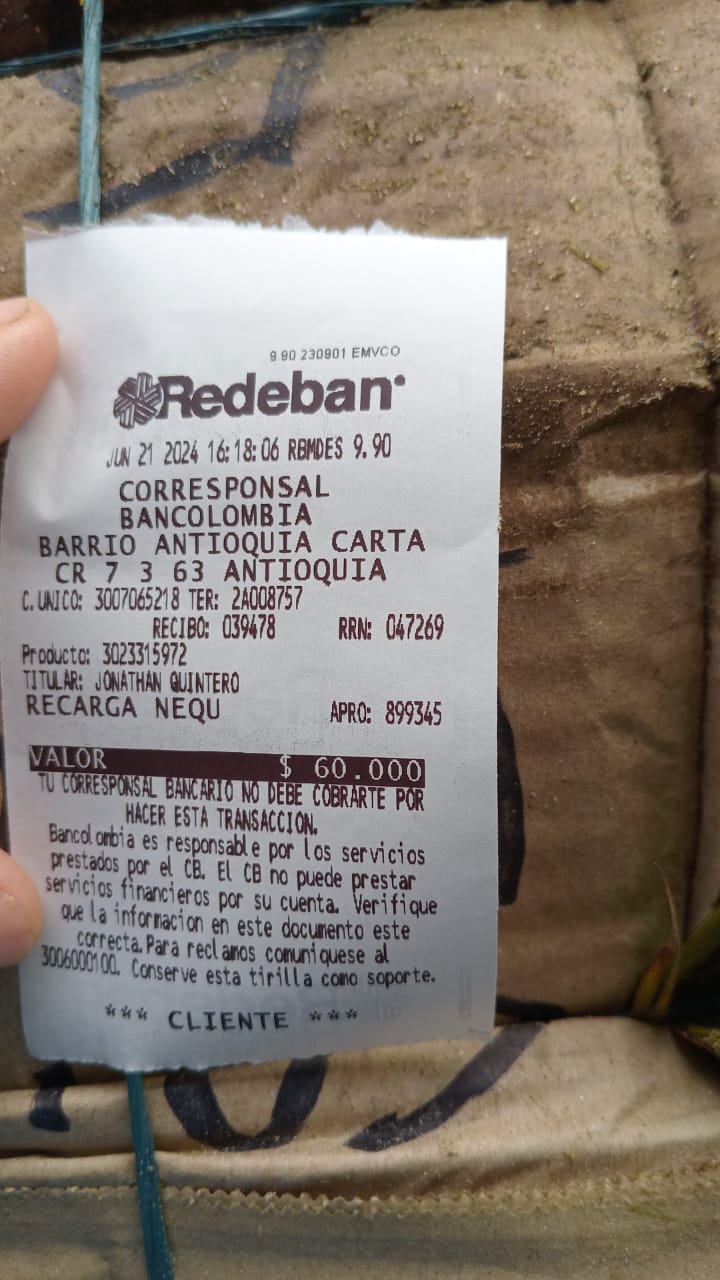 9.90 230901 EMVCO
Redeban
JUN 21 2024 16:18:06 RBMDES 9.90
CORRESPONSAL
BANCOLOMBIA
BARRIO ANTIOQUIA CARTA
CR 7 3 63 ANTIOQUIA
C. UNICO: 3007065218 TER: 2A008757
RECIBO: 039478 RRN: 047269
Producto: 3023315972
TITULAR: JONATHAN QUINTERO
RECARGA NEQU APRO: 899345
VALOR $ 60.000
TU CORRESPONSAL BANCARIO NO DEBE COBRARTE POR
HACER ESTA TRANSACCION.
Bancolombia es responsable por los servicios
prestados por el CB. El CB no puede prestar
servicios financieros por su cuenta. Verifique
que la informacion en este documento este
correcta. Para reclamos comuniquese al
3006000100. Conserve esta tirilla como soporte.
*** CLIENTE ***